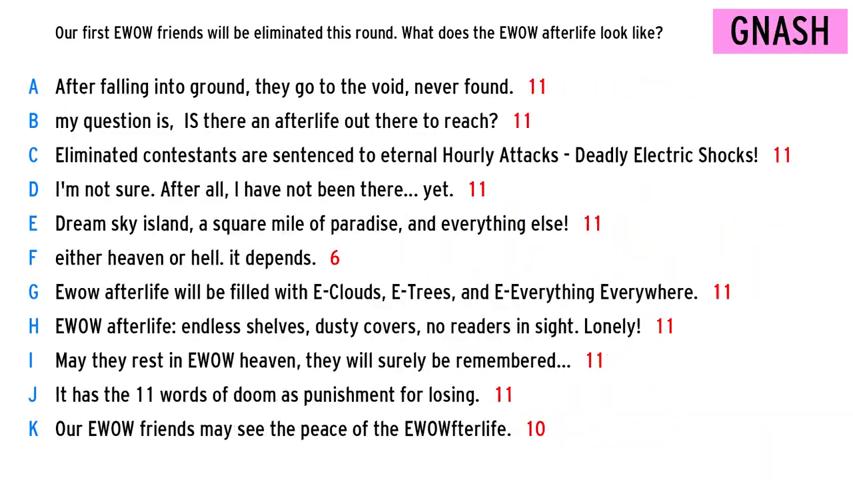 Our first EWOW friends will be eliminated this round. What does the EWOW afterlife look like?
GNASH
A After falling into ground, they go to the void, never found. 11
B my question is, IS there an afterlife out there to reach? 11
C Eliminated contestants are sentenced to eternal Hourly Attacks - Deadly Electric Shocks! 11
D I'm not sure. After all, I have not been there... yet. 11
E Dream sky island, a square mile of paradise, and everything else! 11
F either heaven or hell. it depends. 6
G Ewow afterlife will be filled with E-Clouds, E-Trees, and E-Everything Everywhere. 11
H EWOW afterlife: endless shelves, dusty covers, no readers in sight. Lonely! 11
I May they rest in EWOW heaven, they will surely be remembered... 11
J It has the 11 words of doom as punishment for losing. 11
K Our EWOW friends may see the peace of the EWOWfterlife. 10